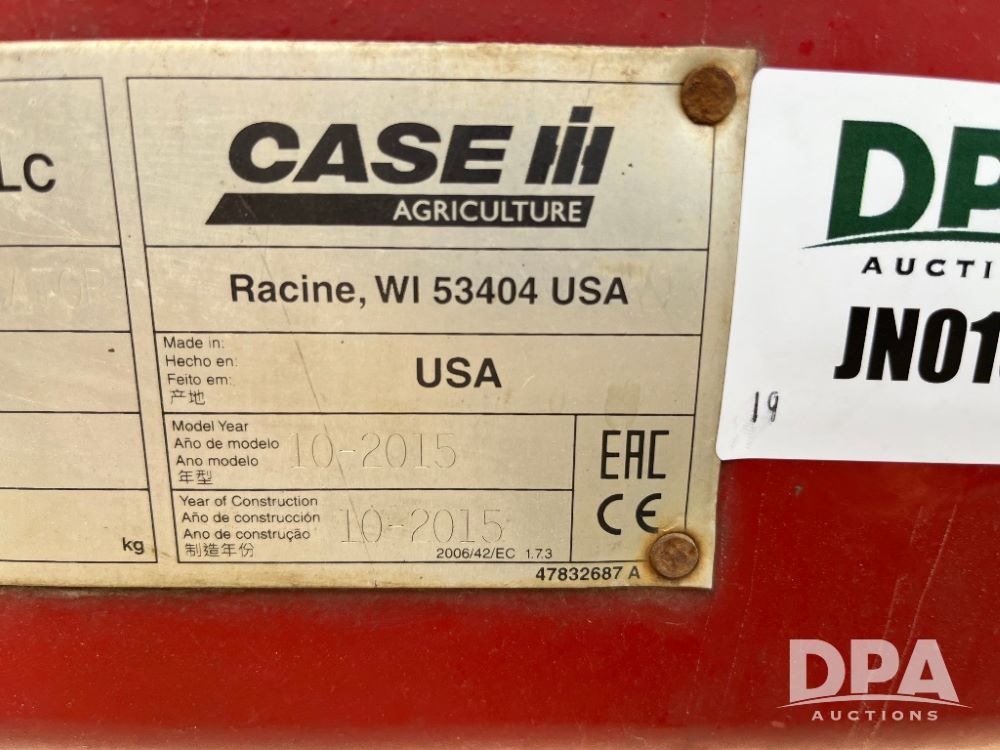 LC
CASE IH
AGRICULTURE
Racine, WI 53404 USA
Made in:
Hecho en:
Feito em:
产地
USA
Model Year
Año de modelo
Ano modelo
年型
10-2015
Year of Construction
Año de construcción
Ano de construção
制造年份
10-2015
2006/42/EC 1.7.3
kg
EAC
CE
47832687 A
DP
AUCTI
JN01
19
DPA
AUCTIONS